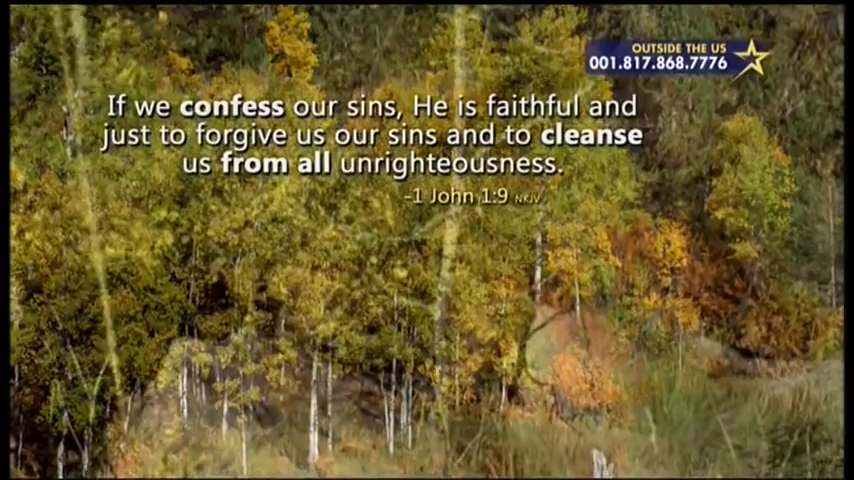 OUTSIDE THE US
001.817.868.7776
If we confess our sins, He is faithful and
just to forgive us our sins and to cleanse
us from all unrighteousness.
–1 John 1:9 NKJV